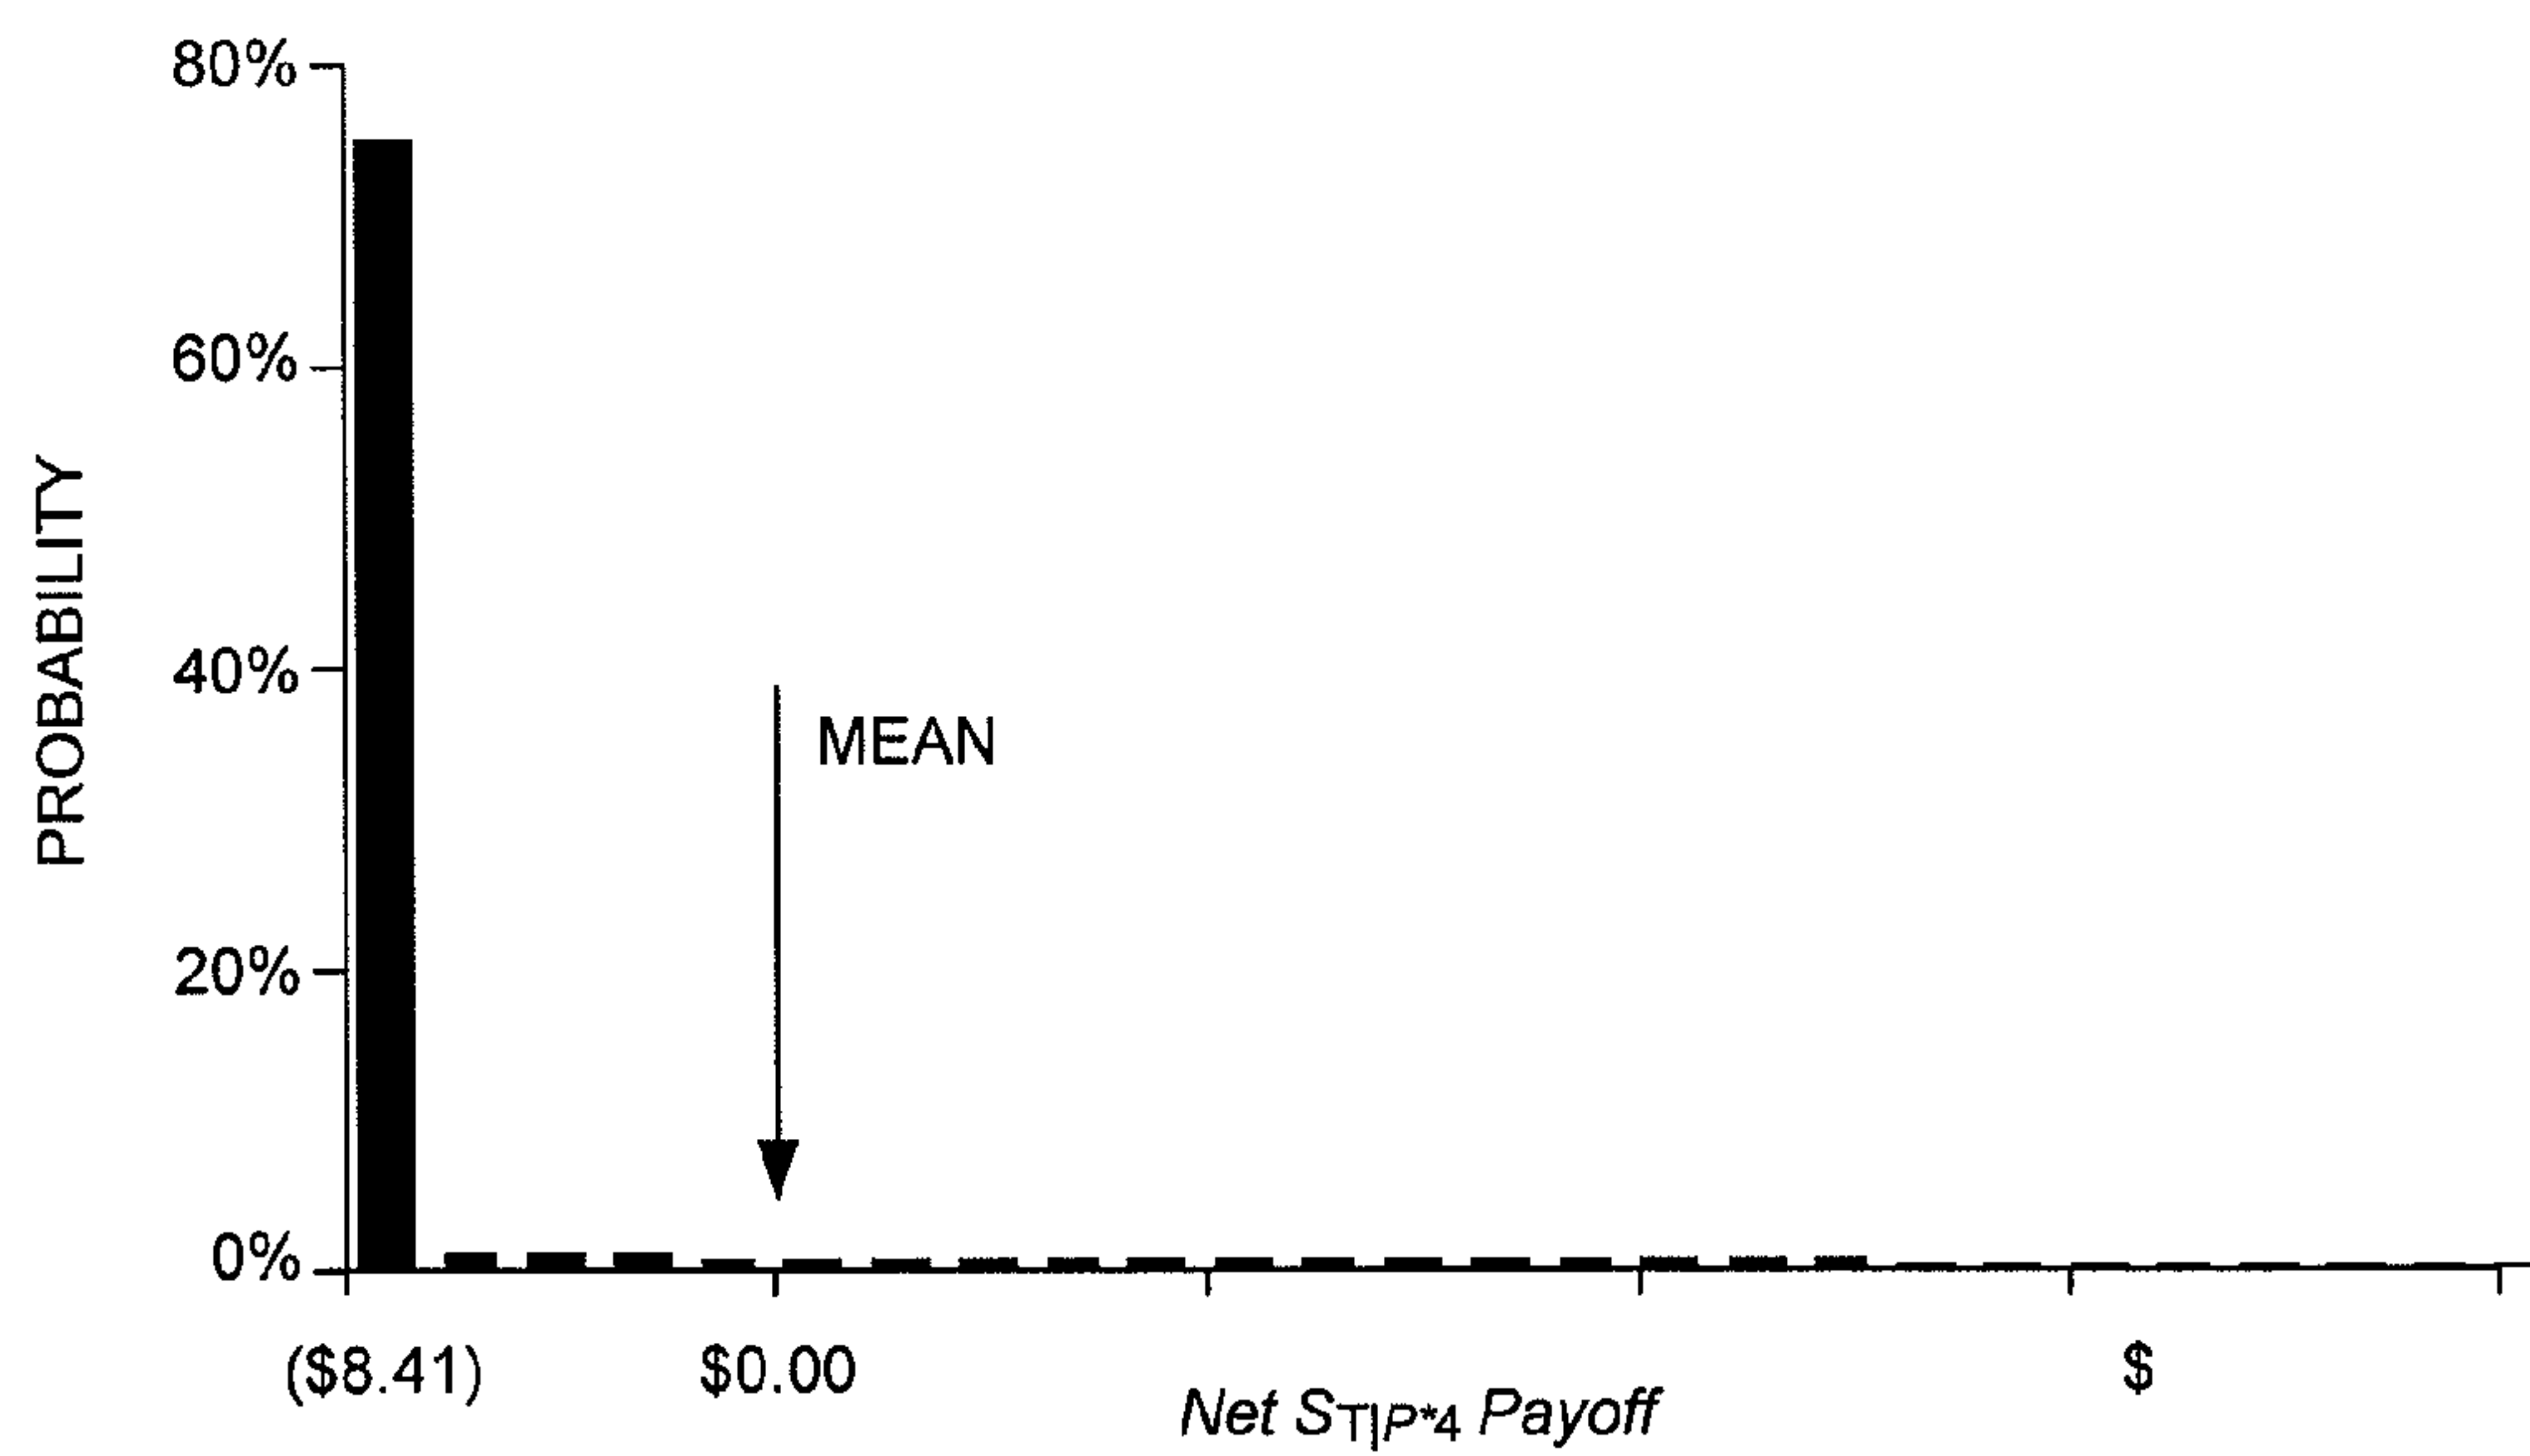 80%
60%
40%
20%
0%
PROBABILITY
MEAN
($8.41)
$0.00
$
Net ST|P*4 Payoff